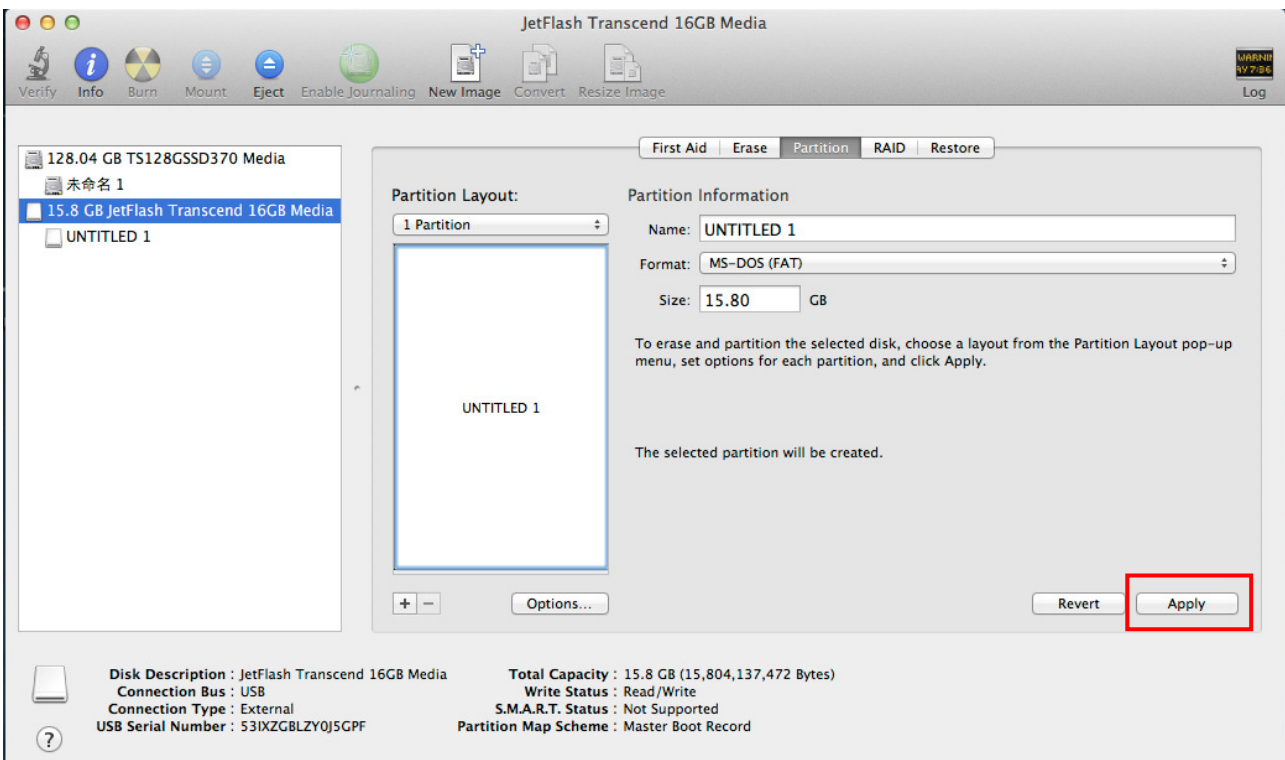 JetFlash Transcend 16GB Media
Verify Info Burn Mount Eject Enable Journaling New Image Convert Resize Image Log
WARNIN
AY 7:36
128.04 GB TS128GSSD370 Media
未命名 1
15.8 GB JetFlash Transcend 16GB Media
UNTITLED 1
First Aid Erase Partition RAID Restore
Partition Layout:
1 Partition
UNTITLED 1
+ − Options...
Partition Information
Name: UNTITLED 1
Format: MS-DOS (FAT)
Size: 15.80 GB
To erase and partition the selected disk, choose a layout from the Partition Layout pop-up
menu, set options for each partition, and click Apply.
The selected partition will be created.
Revert Apply
Disk Description : JetFlash Transcend 16GB Media
Connection Bus : USB
Connection Type : External
USB Serial Number : 53IXZGBLZY0J5GPF
Total Capacity : 15.8 GB (15,804,137,472 Bytes)
Write Status : Read/Write
S.M.A.R.T. Status : Not Supported
Partition Map Scheme : Master Boot Record
?